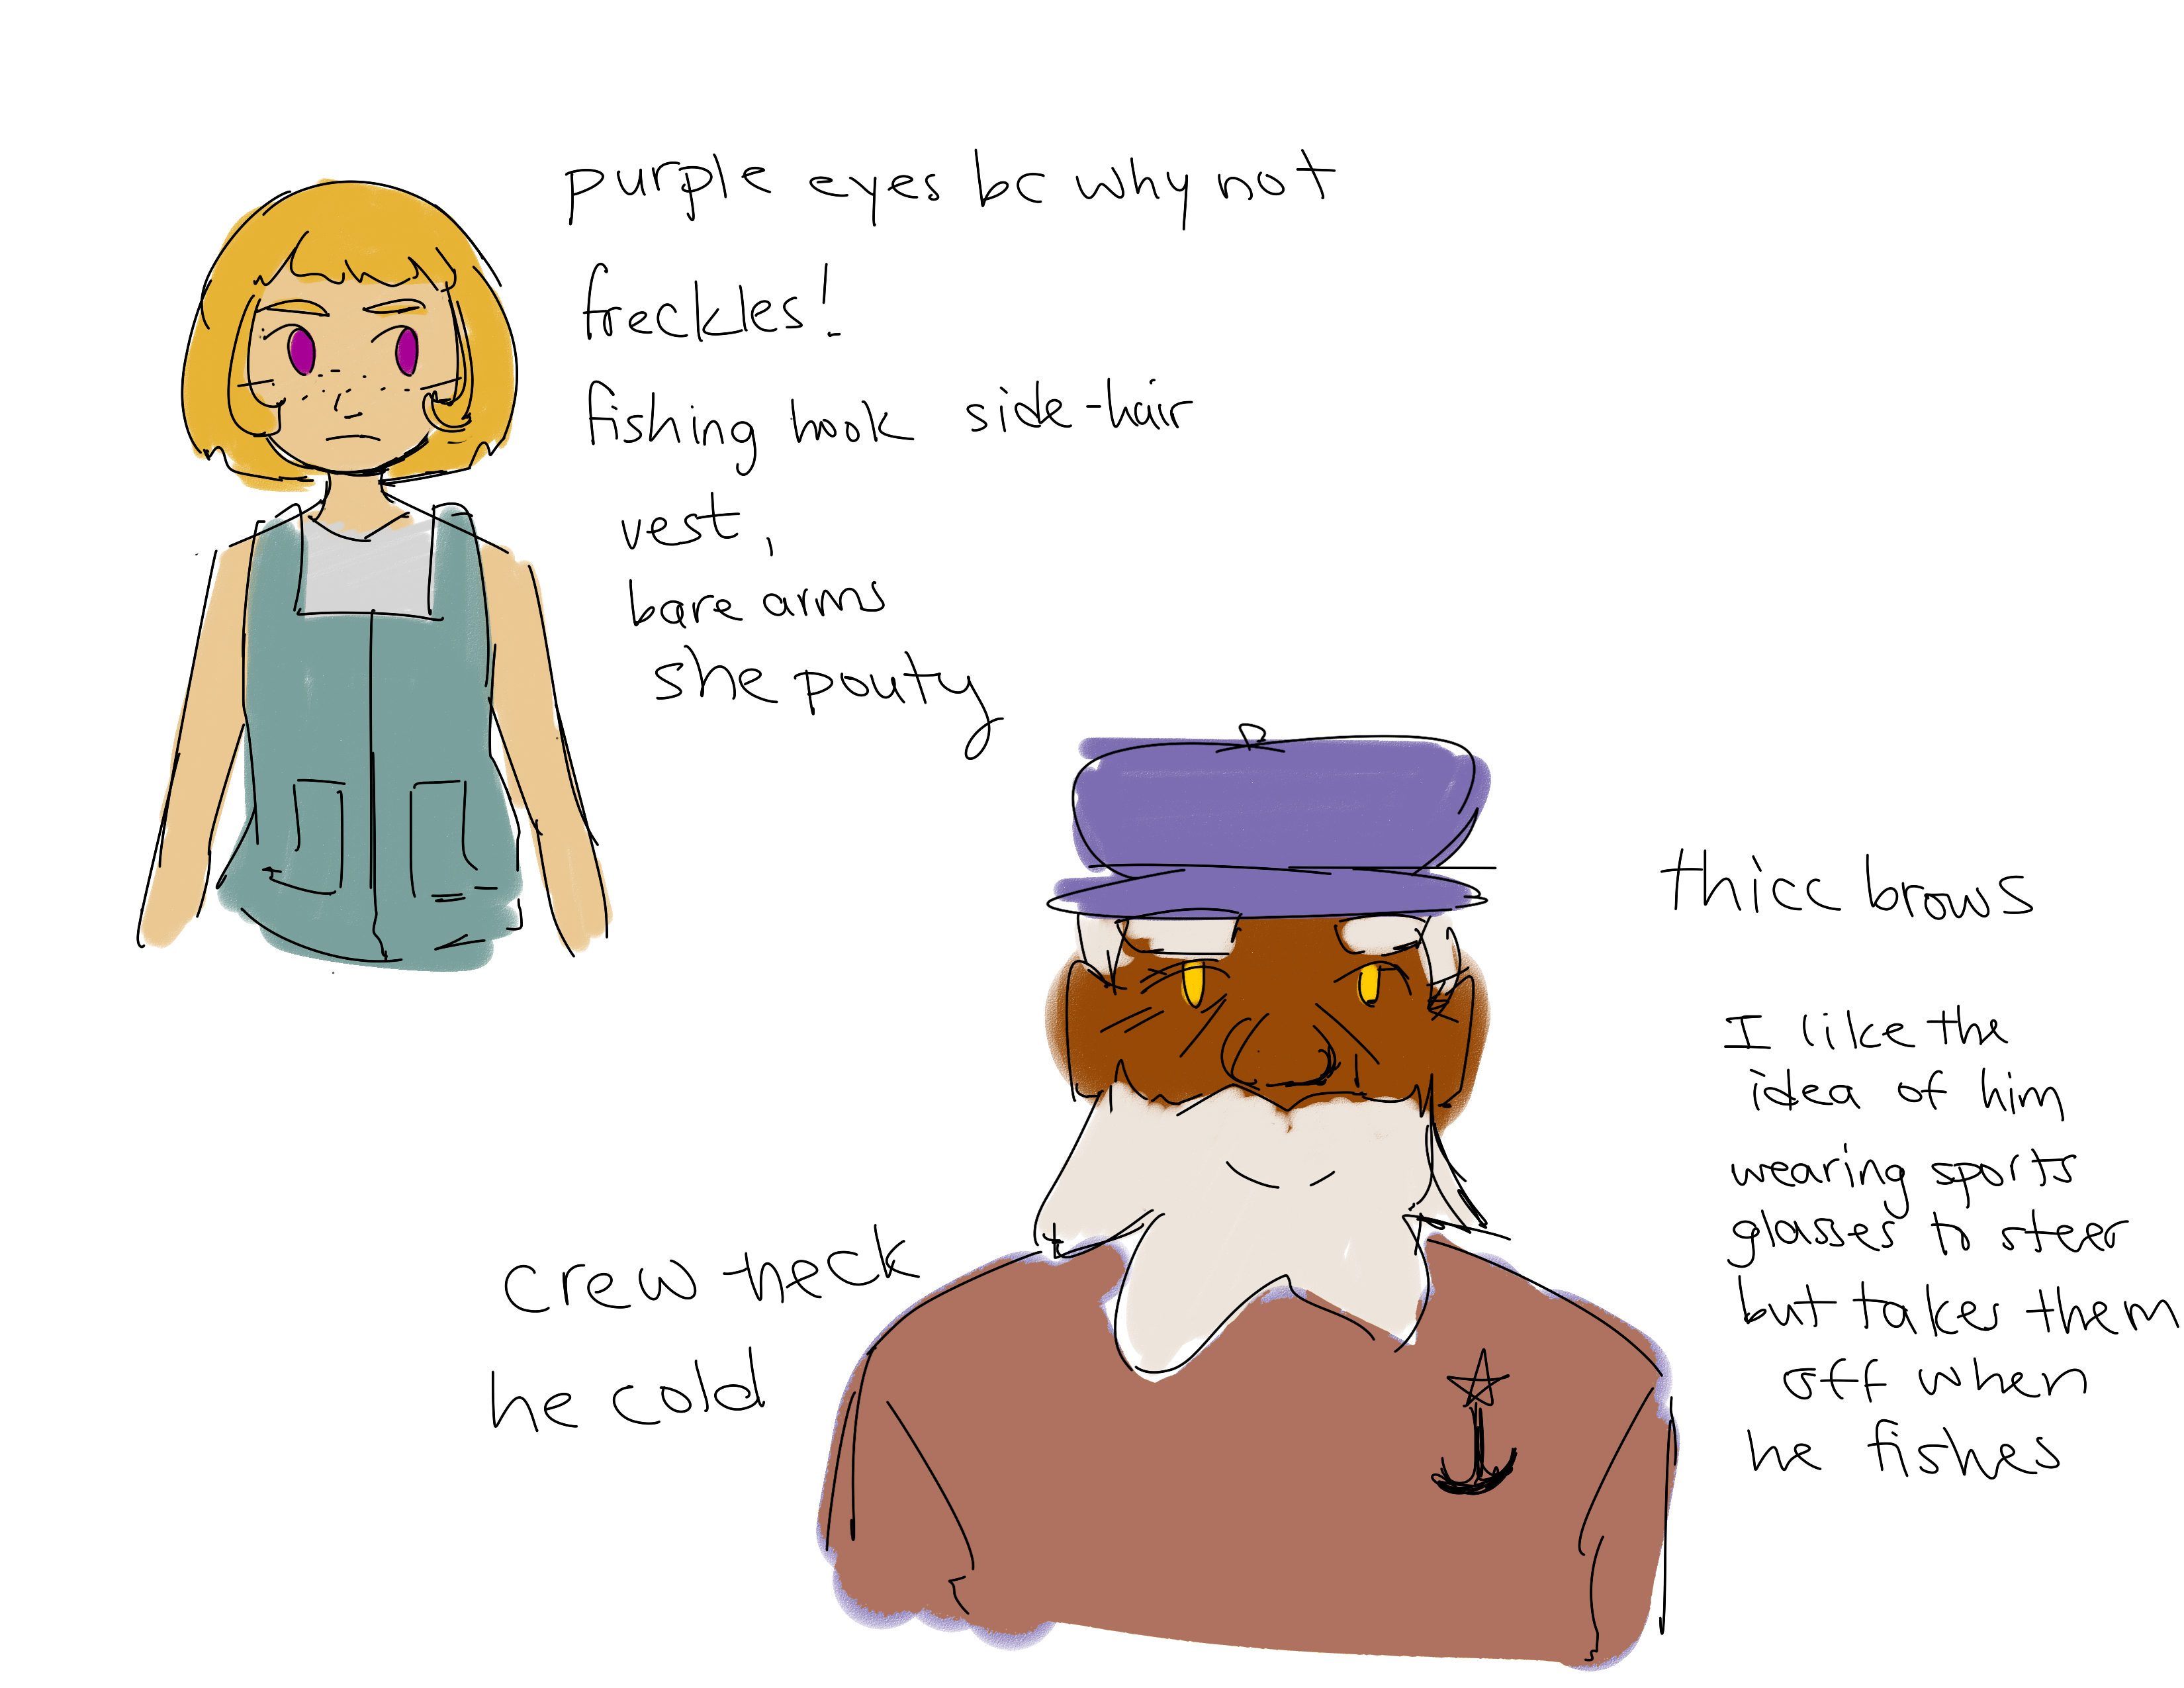 purple eyes bc why not
freckles!
fishing hook side-hair
vest,
bare arms
she pouty
thicc brows
I like the
idea of him
wearing sports
glasses to steer
but takes them
off when
he fishes
crew neck
he cold